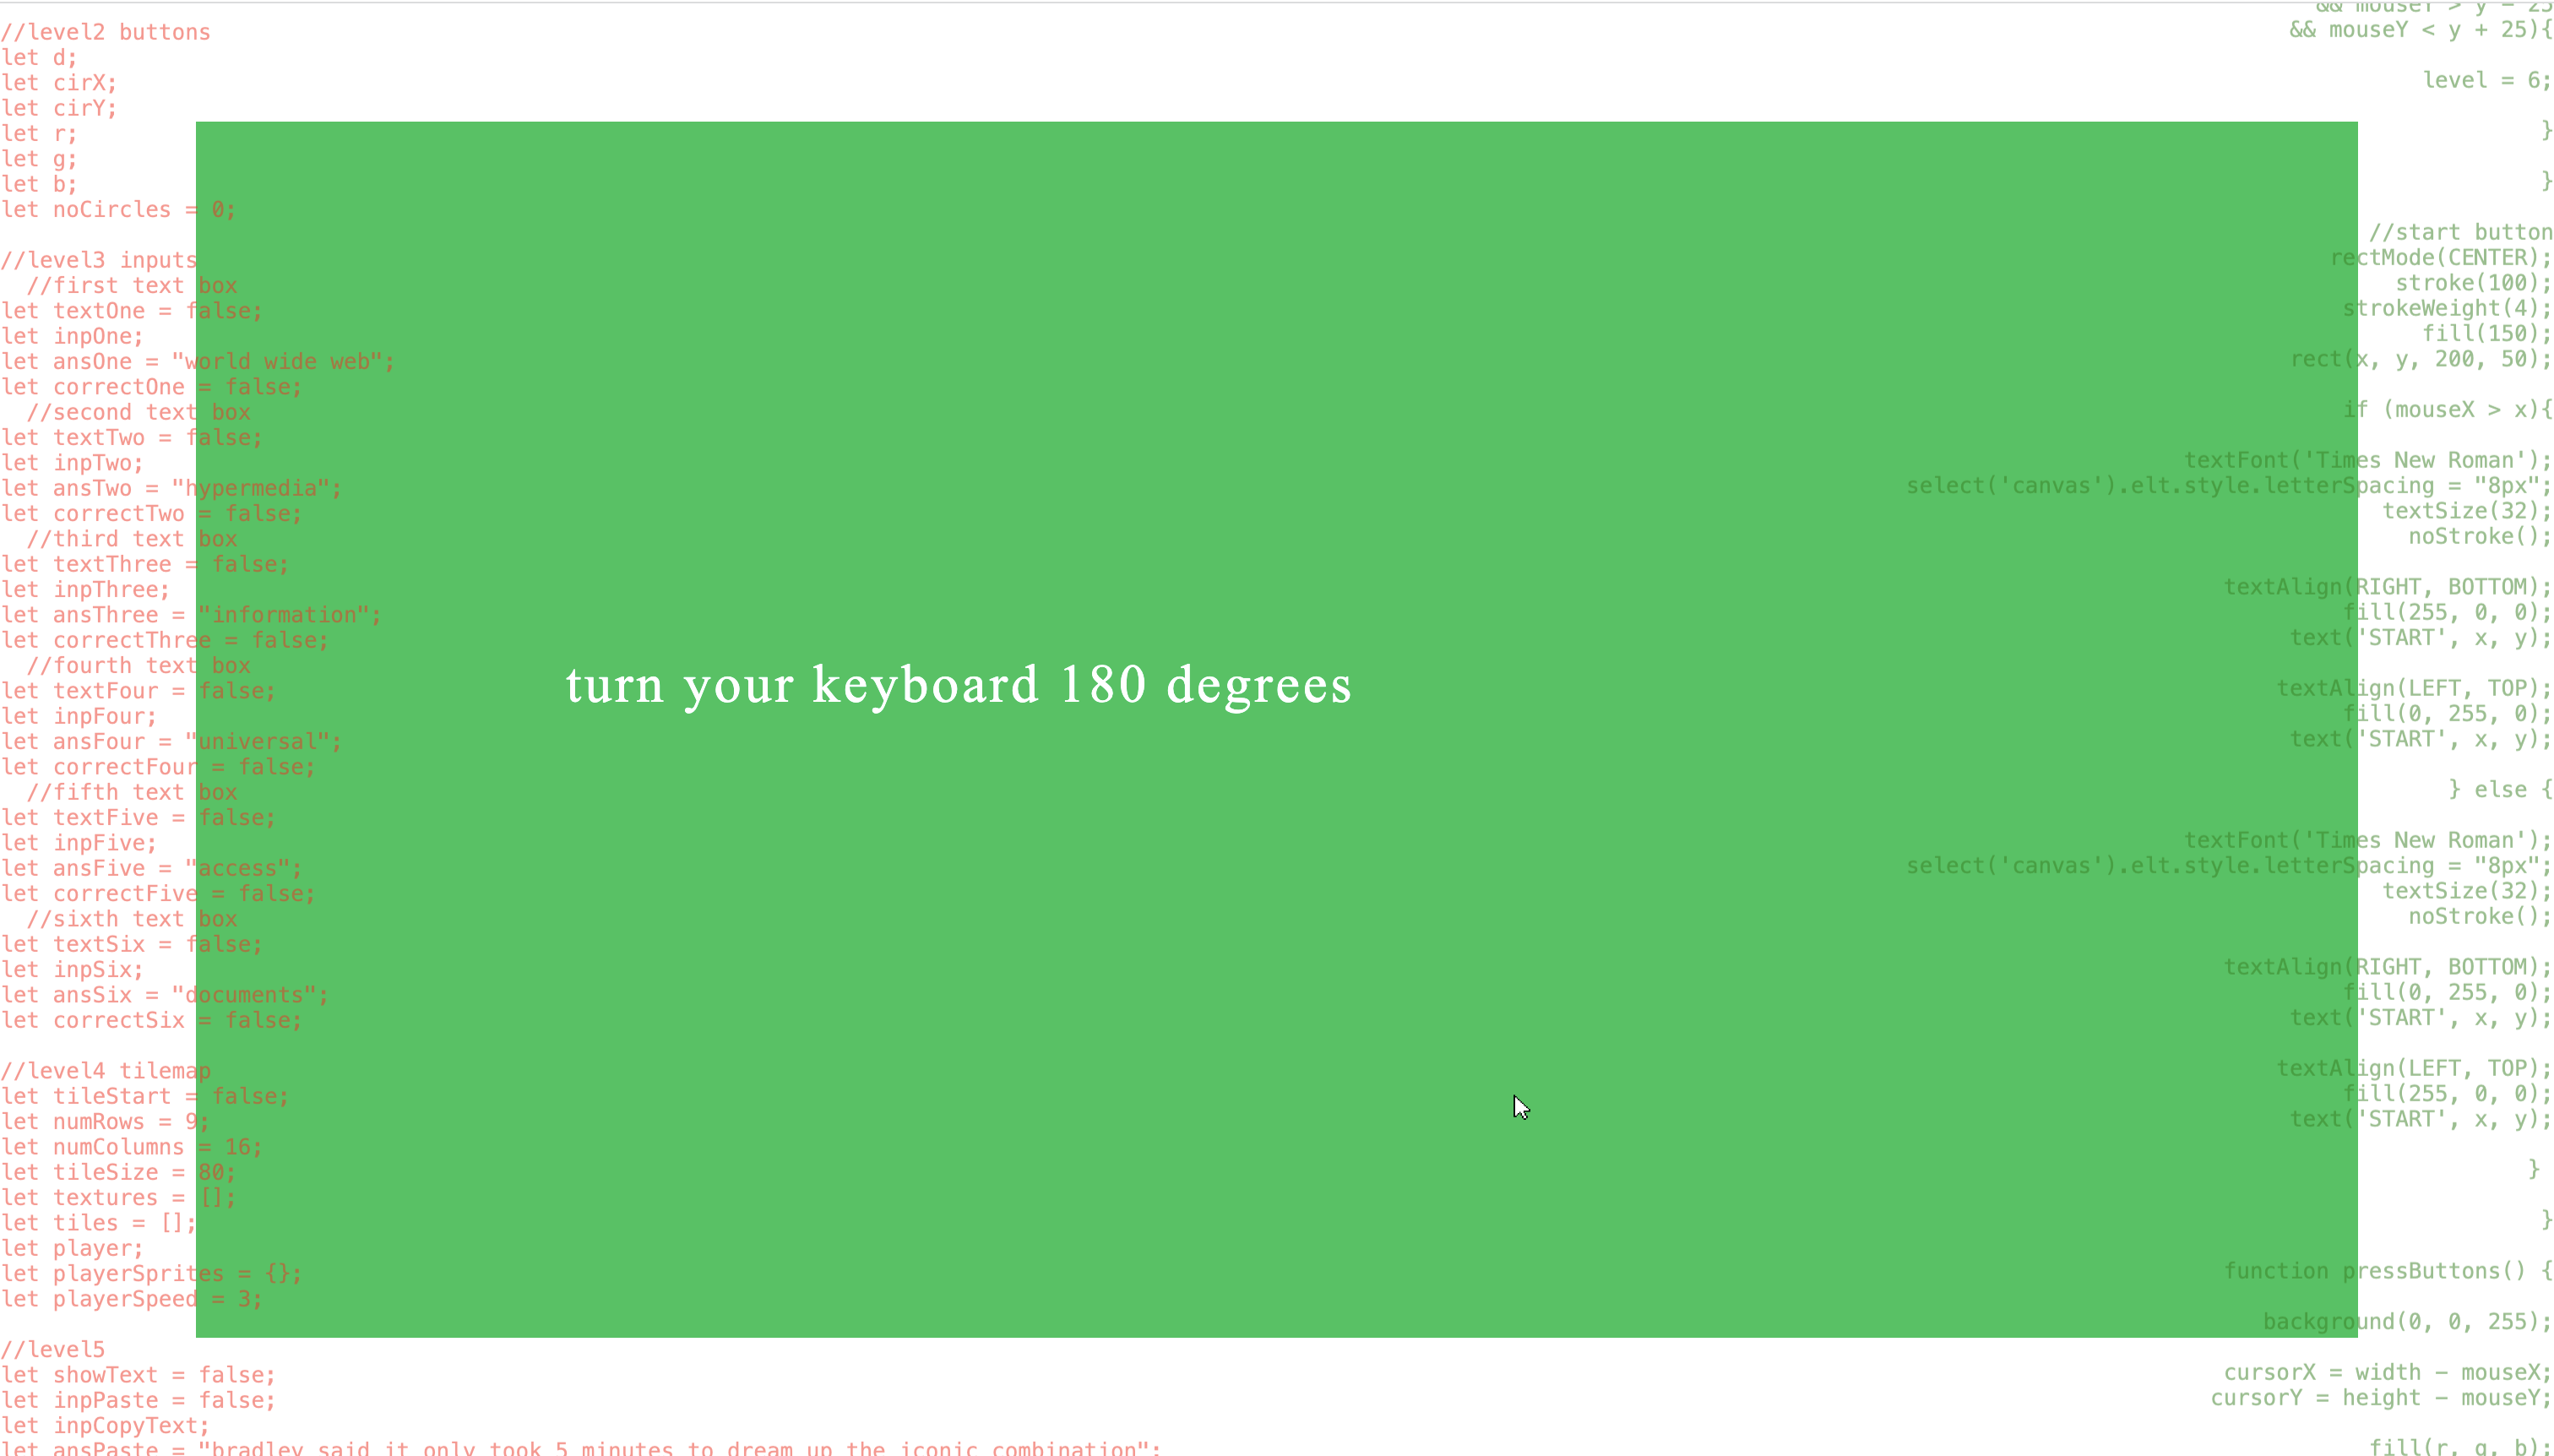 //level2 buttons
let d;
let cirX;
let cirY;
let r;
let g;
let b;
let noCircles = 0;
//level3 inputs
//first text box
let textOne = false;
let inpOne;
let ansOne = "world wide web";
let correctOne = false;
//second text box
let textTwo = false;
let inpTwo;
let ansTwo = "hypermedia";
let correctTwo = false;
//third text box
let textThree = false;
let inpThree;
let ansThree = "information";
let correctThree = false;
//fourth text box
let textFour = false;
let inpFour;
let ansFour = "universal";
let correctFour = false;
//fifth text box
let textFive = false;
let inpFive;
let ansFive = "access";
let correctFive = false;
//sixth text box
let textSix = false;
let inpSix;
let ansSix = "documents";
let correctSix = false;
//level4 tilemap
let tileStart = false;
let numRows = 9;
let numColumns = 16;
let tileSize = 80;
let textures = [];
let tiles = [];
let player;
let playerSprites = {};
let playerSpeed = 3;
//level5
let showText = false;
let inpPaste = false;
let inpCopyText;
let ansPaste = "bradley said it only took 5 minutes to dream up the iconic combination";
turn your keyboard 180 degrees
&& mouseY > y - 25
&& mouseY < y + 25){
level = 6;
}
}
//start button
rectMode(CENTER);
stroke(100);
strokeWeight(4);
fill(150);
rect(x, y, 200, 50);
if (mouseX > x){
textFont('Times New Roman');
select('canvas').elt.style.letterSpacing = "8px";
textSize(32);
noStroke();
textAlign(RIGHT, BOTTOM);
fill(255, 0, 0);
text('START', x, y);
textAlign(LEFT, TOP);
fill(0, 255, 0);
text('START', x, y);
} else {
textFont('Times New Roman');
select('canvas').elt.style.letterSpacing = "8px";
textSize(32);
noStroke();
textAlign(RIGHT, BOTTOM);
fill(0, 255, 0);
text('START', x, y);
textAlign(LEFT, TOP);
fill(255, 0, 0);
text('START', x, y);
}
}
function pressButtons() {
background(0, 0, 255);
cursorX = width - mouseX;
cursorY = height - mouseY;
fill(r, g, b);